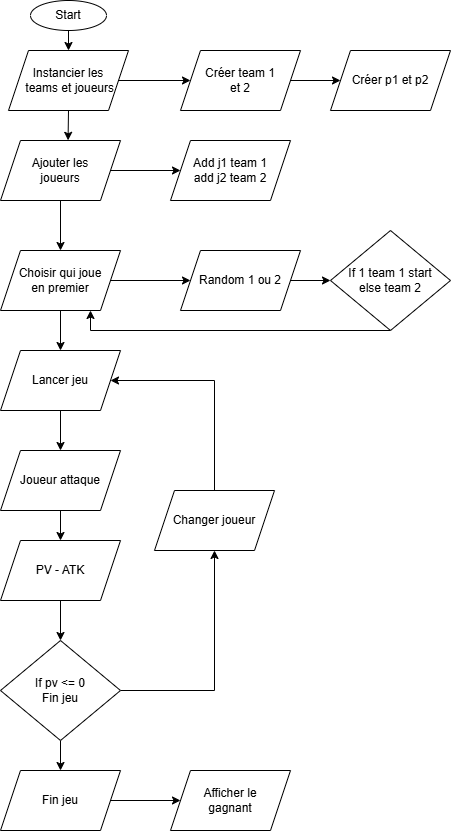 Start
Instancier les
teams et joueurs
Créer team 1
et 2
Créer p1 et p2
Ajouter les
joueurs
Add j1 team 1
add j2 team 2
Choisir qui joue
en premier
Random 1 ou 2
If 1 team 1 start
else team 2
Lancer jeu
Joueur attaque
Changer joueur
PV - ATK
If pv <= 0
Fin jeu
Fin jeu
Afficher le
gagnant